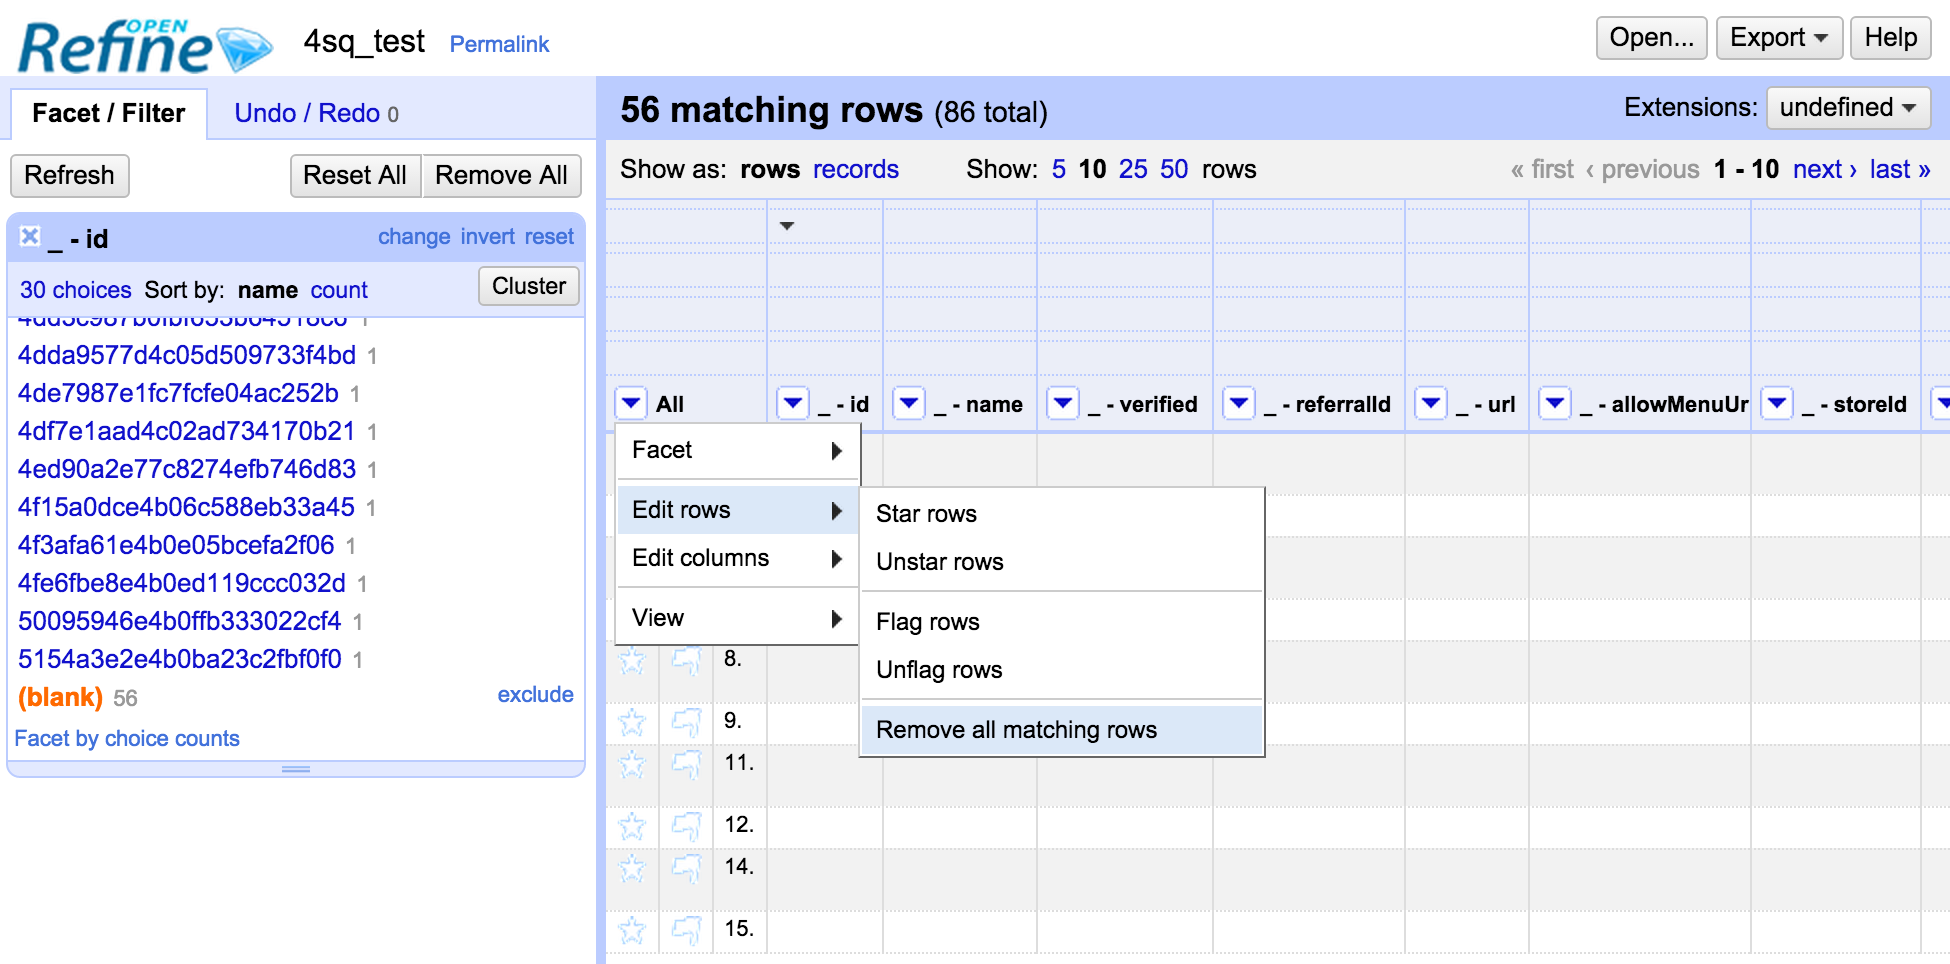 OPEN
Refine
4sq_test Permalink
Open... Export Help
Facet / Filter Undo / Redo 0
56 matching rows (86 total)
Extensions: undefined
Refresh Reset All Remove All
Show as: rows records Show: 5 10 25 50 rows
« first ‹ previous 1 - 10 next › last »
_ - id change invert reset
30 choices Sort by: name count Cluster
4dda9577d4c05d509733f4bd 1
4de7987e1fc7fcfe04ac252b 1
4df7e1aad4c02ad734170b21 1
4ed90a2e77c8274efb746d83 1
4f15a0dce4b06c588eb33a45 1
4f3afa61e4b0e05bcefa2f06 1
4fe6fbe8e4b0ed119ccc032d 1
50095946e4b0ffb333022cf4 1
5154a3e2e4b0ba23c2fbf0f0 1
(blank) 56 exclude
Facet by choice counts
All _ - id _ - name _ - verified _ - referralId _ - url _ - allowMenuUr _ - storeId
Facet
Edit rows
Edit columns
View
Star rows
Unstar rows
Flag rows
Unflag rows
Remove all matching rows
8.
9.
11.
12.
14.
15.